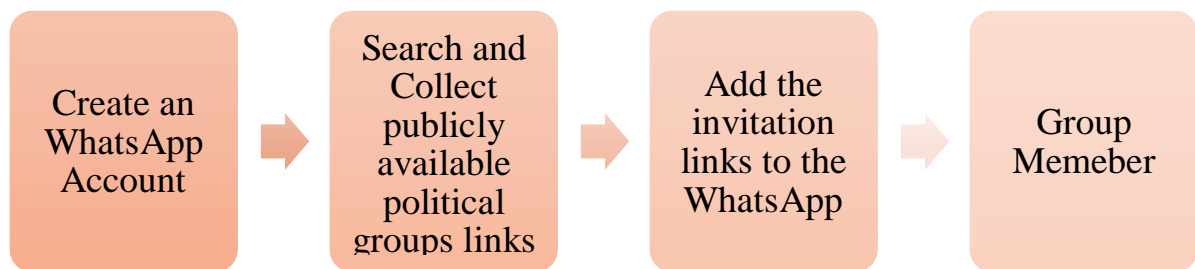 Create an
WhatsApp
Account
Search and
Collect
publicly
available
political
groups links
Add the
invitation
links to the
WhatsApp
Group
Memeber